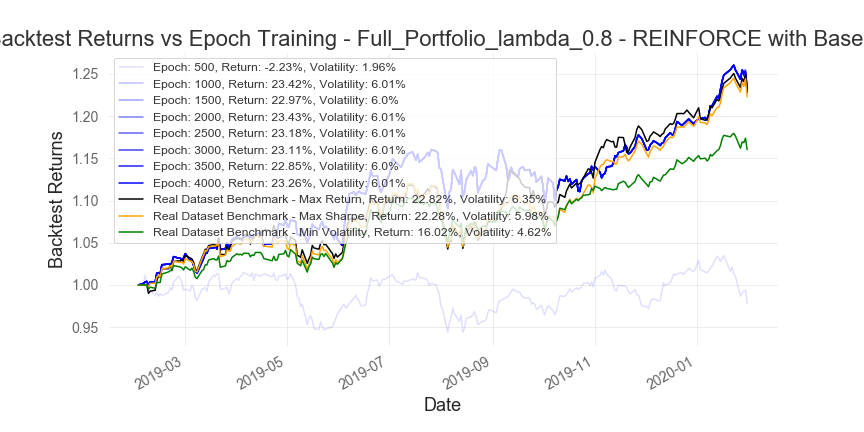 Backtest Returns vs Epoch Training - Full_Portfolio_lambda_0.8 - REINFORCE with Base
Epoch: 500, Return: -2.23%, Volatility: 1.96%
Epoch: 1000, Return: 23.42%, Volatility: 6.01%
Epoch: 1500, Return: 22.97%, Volatility: 6.0%
Epoch: 2000, Return: 23.43%, Volatility: 6.01%
Epoch: 2500, Return: 23.18%, Volatility: 6.01%
Epoch: 3000, Return: 23.11%, Volatility: 6.01%
Epoch: 3500, Return: 22.85%, Volatility: 6.0%
Epoch: 4000, Return: 23.26%, Volatility: 6.01%
Real Dataset Benchmark - Max Return, Return: 22.82%, Volatility: 6.35%
Real Dataset Benchmark - Max Sharpe, Return: 22.28%, Volatility: 5.98%
Real Dataset Benchmark - Min Volatility, Return: 16.02%, Volatility: 4.62%
Backtest Returns
1.25
1.20
1.15
1.10
1.05
1.00
0.95
2019-03
2019-05
2019-07
2019-09
2019-11
2020-01
Date